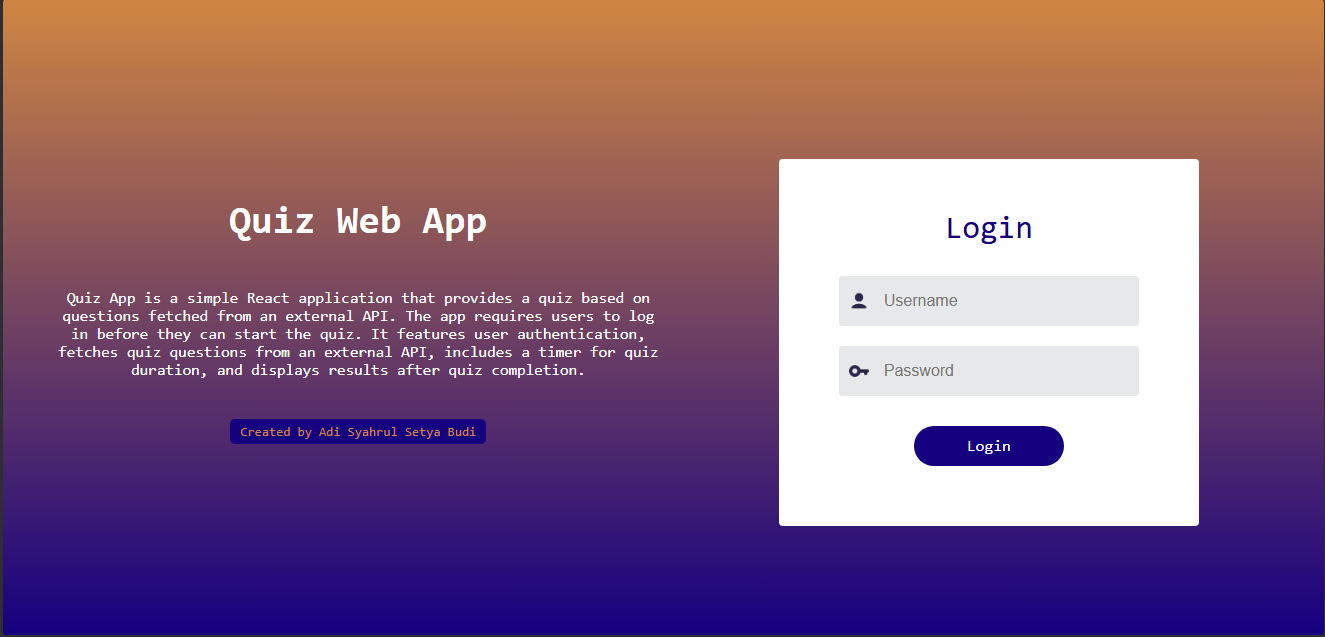 Quiz Web App
Quiz App is a simple React application that provides a quiz based on
questions fetched from an external API. The app requires users to log
in before they can start the quiz. It features user authentication,
fetches quiz questions from an external API, includes a timer for quiz
duration, and displays results after quiz completion.
Created by Adi Syahrul Setya Budi
Login
Username
Password
Login